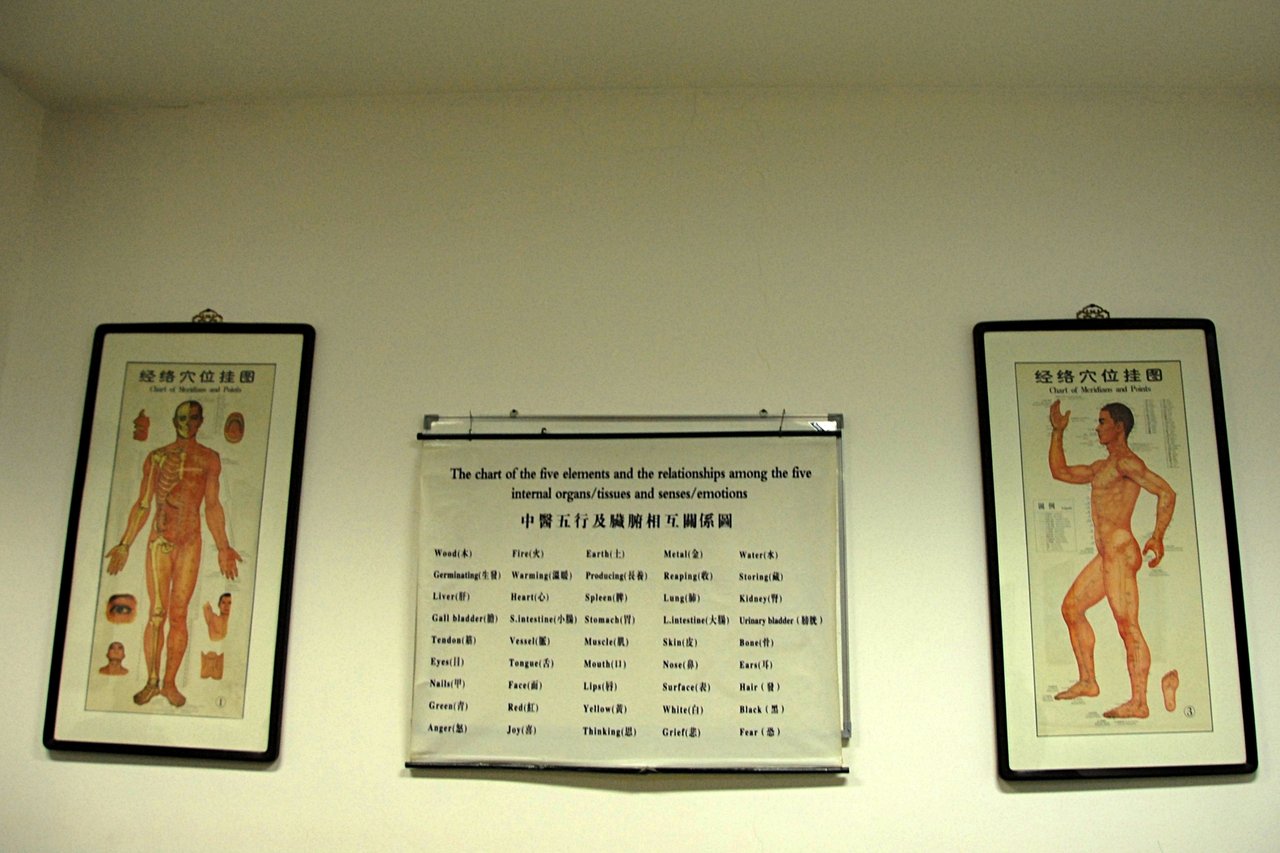 经络穴位挂图
Chart of Meridians and Points
1
The chart of the five elements and the relationships among the five
internal organs/tissues and senses/emotions
中醫五行及臟腑相互關係圖
Wood(木) Fire(火) Earth(土) Metal(金) Water(水)
Germinating(生發) Warming(溫暖) Producing(長養) Reaping(收) Storing(藏)
Liver(肝) Heart(心) Spleen(脾) Lung(肺) Kidney(腎)
Gall bladder(膽) S.intestine(小腸) Stomach(胃) L.intestine(大腸) Urinary bladder(膀胱)
Tendon(筋) Vessel(脈) Muscle(肌) Skin(皮) Bone(骨)
Eyes(目) Tongue(舌) Mouth(口) Nose(鼻) Ears(耳)
Nails(甲) Face(面) Lips(唇) Surface(表) Hair(發)
Green(青) Red(紅) Yellow(黃) White(白) Black(黑)
Anger(怒) Joy(喜) Thinking(思) Grief(悲) Fear(恐)
经络穴位挂图
Chart of Meridians and Points
图例
3